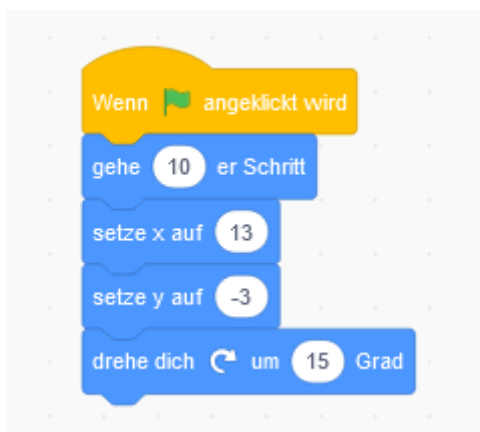 Wenn angeklickt wird
gehe 10 er Schritt
setze x auf 13
setze y auf -3
drehe dich um 15 Grad